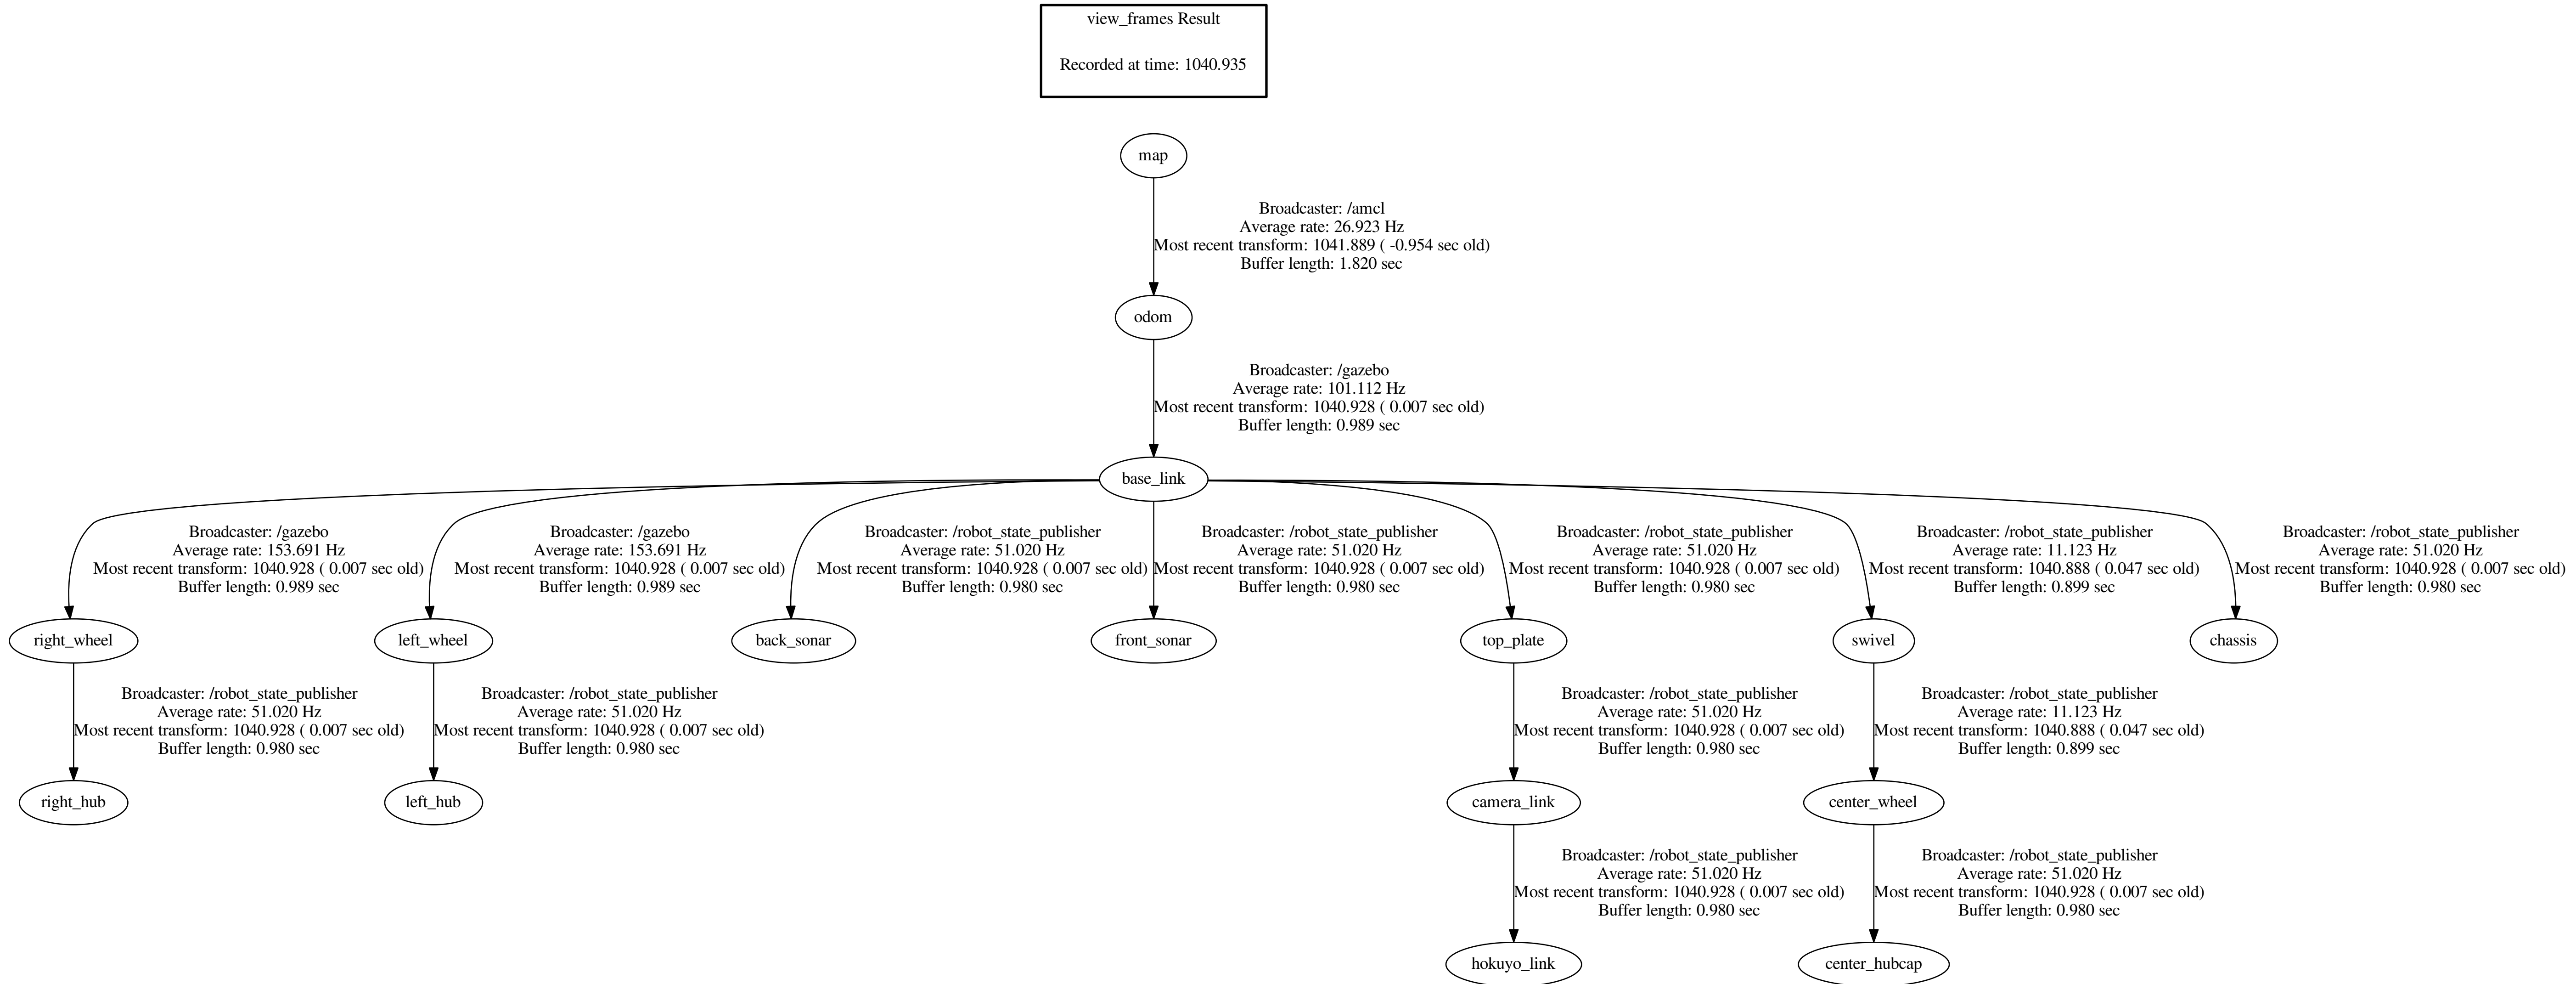 view_frames Result
Recorded at time: 1040.935
map
Broadcaster: /amcl
Average rate: 26.923 Hz
Most recent transform: 1041.889 ( -0.954 sec old)
Buffer length: 1.820 sec
odom
Broadcaster: /gazebo
Average rate: 101.112 Hz
Most recent transform: 1040.928 ( 0.007 sec old)
Buffer length: 0.989 sec
base_link
Broadcaster: /gazebo
Average rate: 153.691 Hz
Most recent transform: 1040.928 ( 0.007 sec old)
Buffer length: 0.989 sec
Broadcaster: /gazebo
Average rate: 153.691 Hz
Most recent transform: 1040.928 ( 0.007 sec old)
Buffer length: 0.989 sec
Broadcaster: /robot_state_publisher
Average rate: 51.020 Hz
Most recent transform: 1040.928 ( 0.007 sec old)
Buffer length: 0.980 sec
Broadcaster: /robot_state_publisher
Average rate: 51.020 Hz
Most recent transform: 1040.928 ( 0.007 sec old)
Buffer length: 0.980 sec
Broadcaster: /robot_state_publisher
Average rate: 51.020 Hz
Most recent transform: 1040.928 ( 0.007 sec old)
Buffer length: 0.980 sec
Broadcaster: /robot_state_publisher
Average rate: 11.123 Hz
Most recent transform: 1040.888 ( 0.047 sec old)
Buffer length: 0.899 sec
Broadcaster: /robot_state_publisher
Average rate: 51.020 Hz
Most recent transform: 1040.928 ( 0.007 sec old)
Buffer length: 0.980 sec
right_wheel
left_wheel
back_sonar
front_sonar
top_plate
swivel
chassis
Broadcaster: /robot_state_publisher
Average rate: 51.020 Hz
Most recent transform: 1040.928 ( 0.007 sec old)
Buffer length: 0.980 sec
Broadcaster: /robot_state_publisher
Average rate: 51.020 Hz
Most recent transform: 1040.928 ( 0.007 sec old)
Buffer length: 0.980 sec
Broadcaster: /robot_state_publisher
Average rate: 51.020 Hz
Most recent transform: 1040.928 ( 0.007 sec old)
Buffer length: 0.980 sec
Broadcaster: /robot_state_publisher
Average rate: 11.123 Hz
Most recent transform: 1040.888 ( 0.047 sec old)
Buffer length: 0.899 sec
right_hub
left_hub
camera_link
center_wheel
Broadcaster: /robot_state_publisher
Average rate: 51.020 Hz
Most recent transform: 1040.928 ( 0.007 sec old)
Buffer length: 0.980 sec
Broadcaster: /robot_state_publisher
Average rate: 51.020 Hz
Most recent transform: 1040.928 ( 0.007 sec old)
Buffer length: 0.980 sec
hokuyo_link
center_hubcap